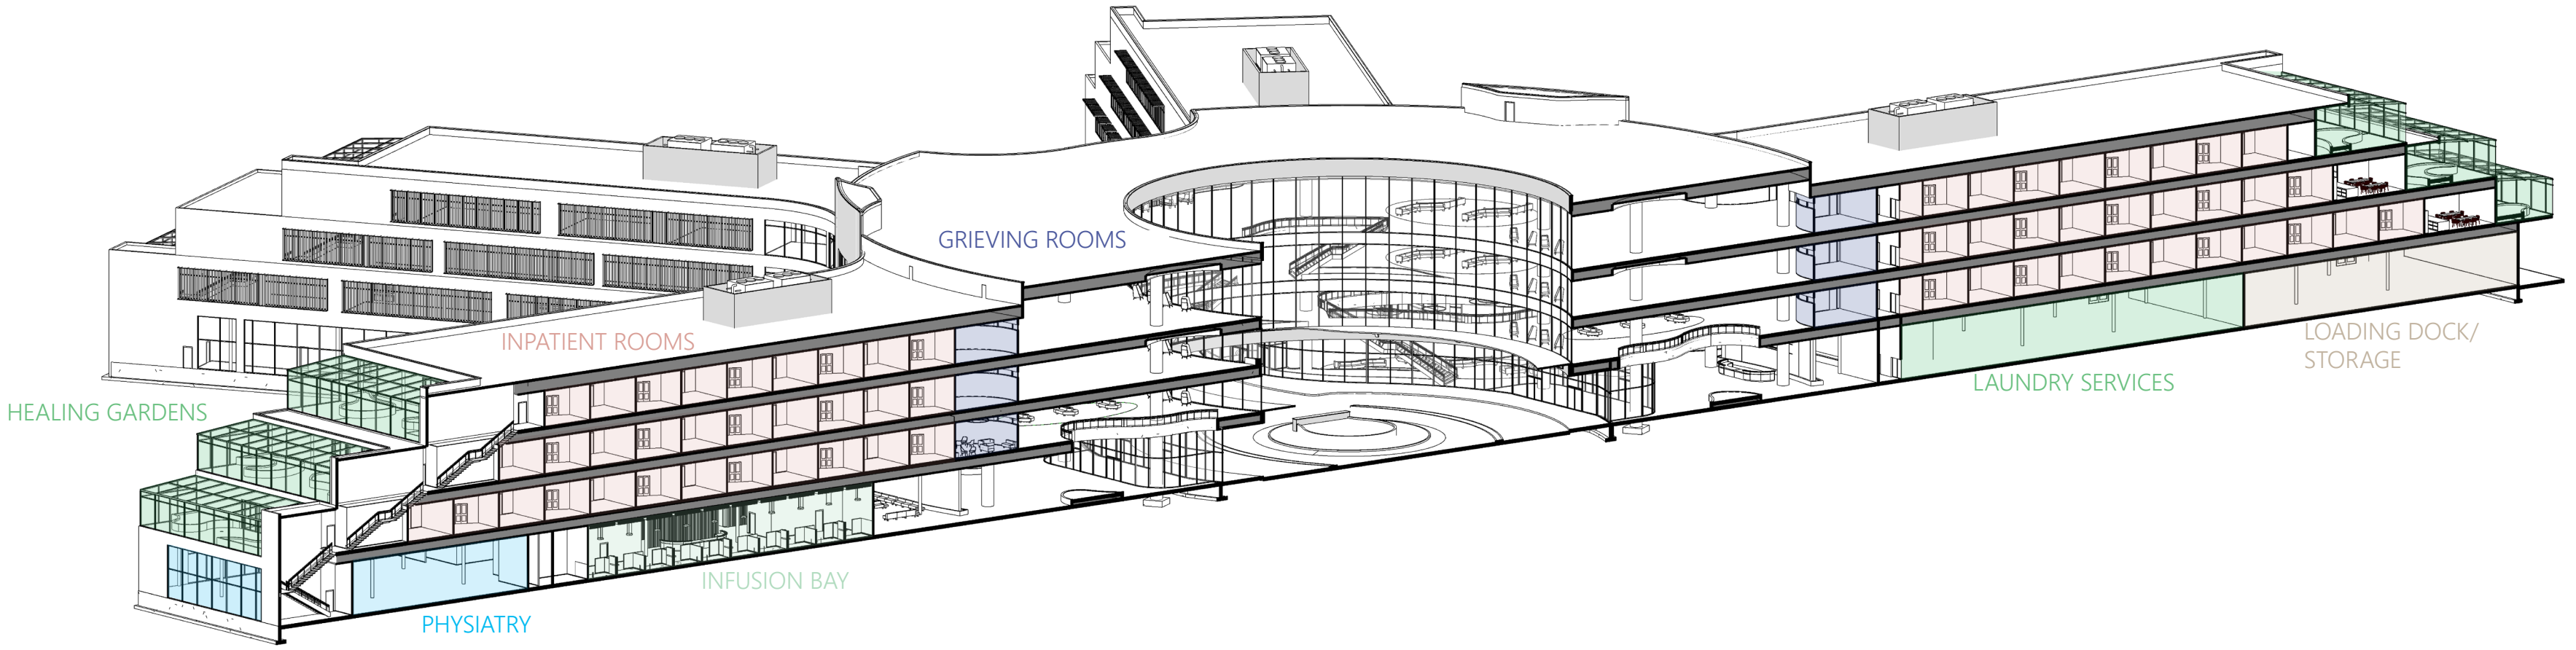 GRIEVING ROOMS
INPATIENT ROOMS
HEALING GARDENS
LOADING DOCK/
STORAGE
LAUNDRY SERVICES
INFUSION BAY
PHYSIATRY